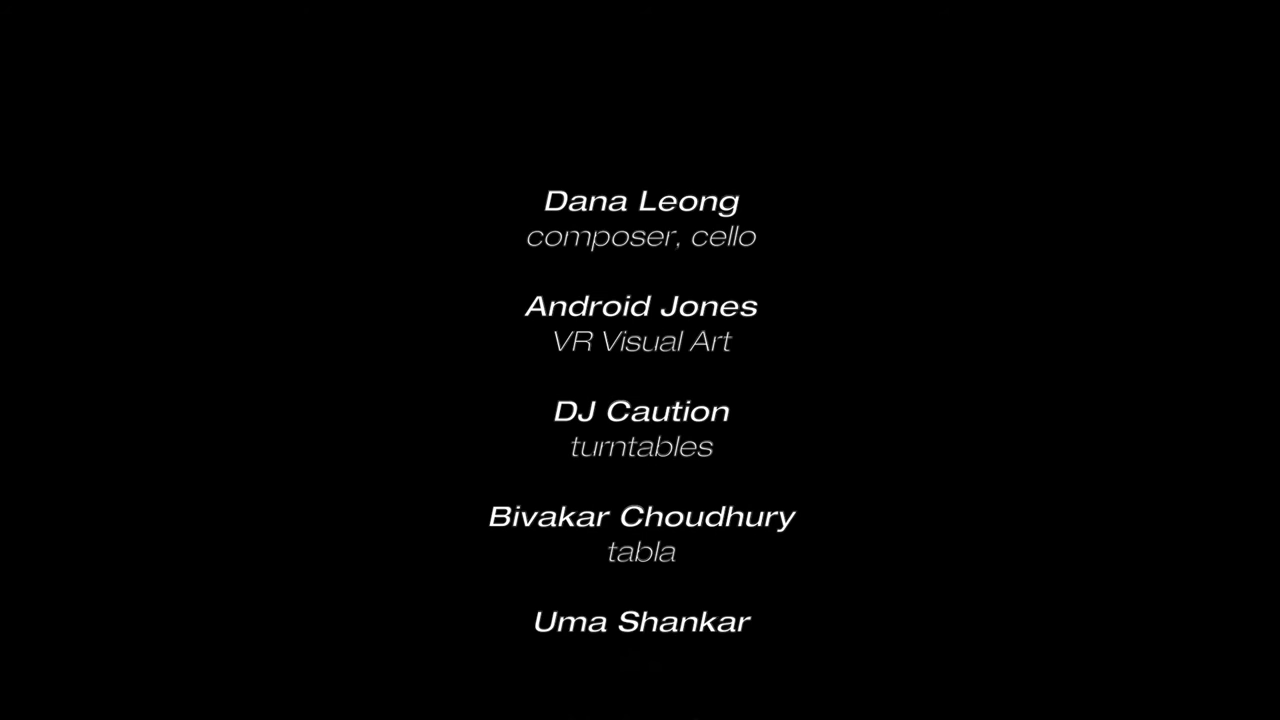 Dana Leong
composer, cello
Android Jones
VR Visual Art
DJ Caution
turntables
Bivakar Choudhury
tabla
Uma Shankar